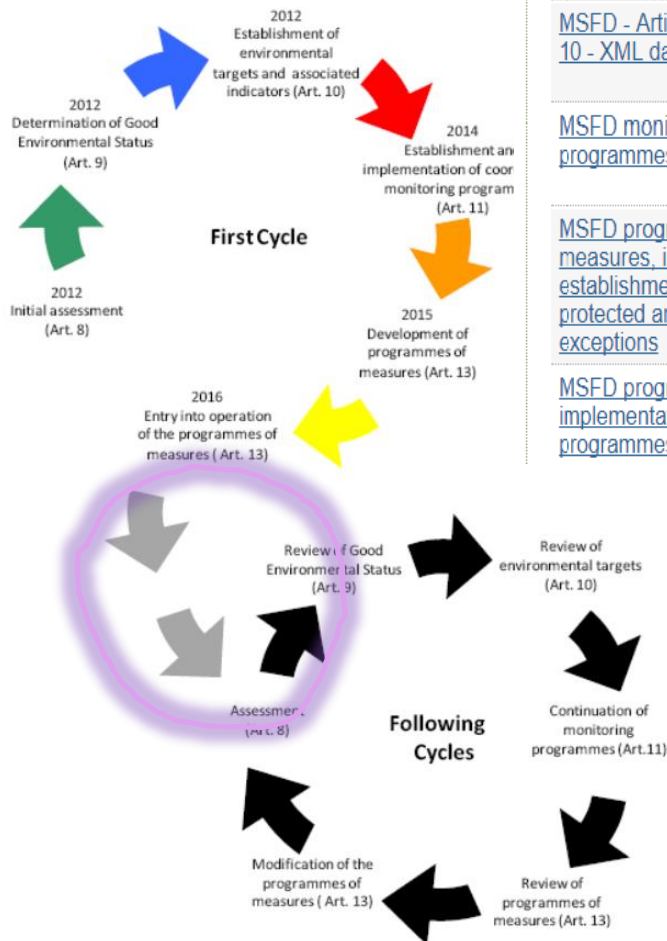 2012
Establishment of
environmental
targets and associated
indicators (Art. 10)
2012
Determination of Good
Environmental Status
(Art. 9)
2014
Establishment
implementation of
monitoring
(Art. 11)
First Cycle
2012
Initial assessment
(Art. 8)
2015
Development of
programmes of
measures (Art. 13)
2016
Entry into operation
of the programmes of
measures ( Art. 13)
Review of Good
Environmental Status
(Art. 9)
Review of
environmental targets
(Art. 10)
Assessment
(Art. 8)
Following
Cycles
Continuation of
monitoring
programmes (Art.11)
Modification of the
programmes of
measures ( Art. 13)
Review of
programmes of
measures (Art. 13)
MSFD - Arti
10 - XML da
MSFD moni
programmes
MSFD prog
measures, i
establishme
protected a
exceptions
MSFD prog
implementa
programmes